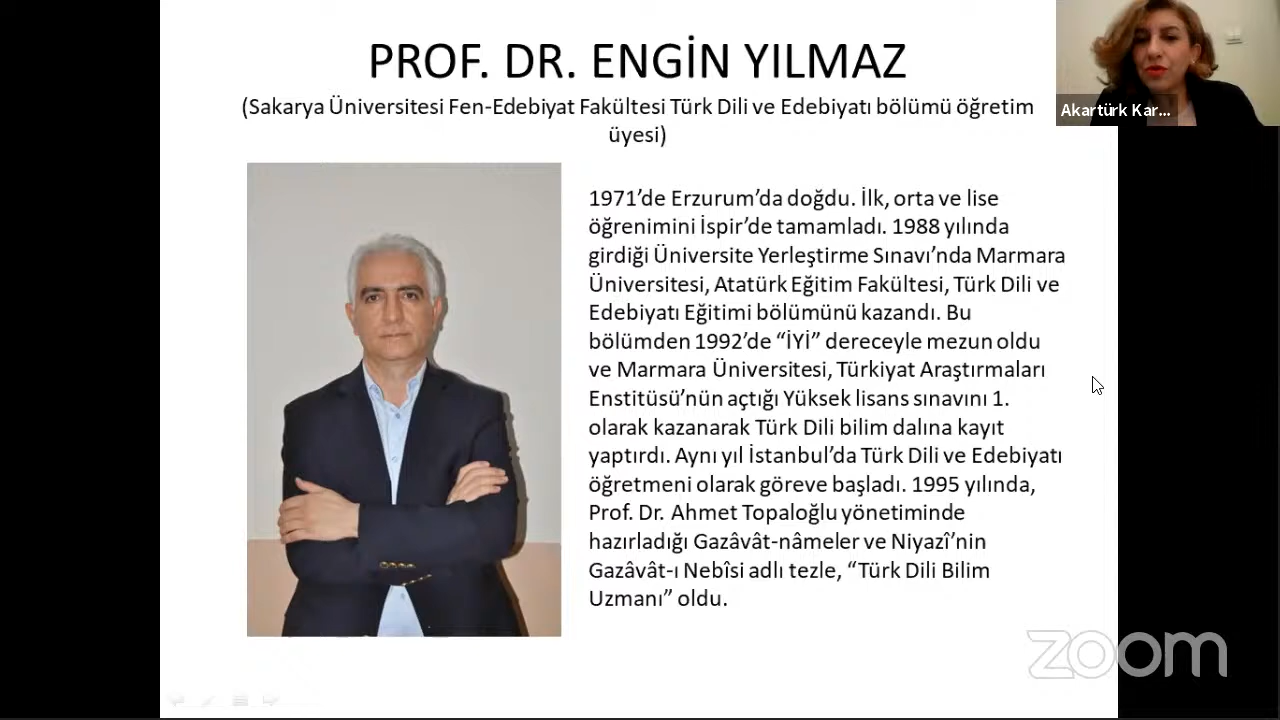 PROF. DR. ENGİN YILMAZ
(Sakarya Üniversitesi Fen-Edebiyat Fakültesi Türk Dili ve Edebiyatı bölümü öğretim
üyesi)
Akartürk Kar...
1971’de Erzurum’da doğdu. İlk, orta ve lise
öğrenimini İspir’de tamamladı. 1988 yılında
girdiği Üniversite Yerleştirme Sınavı’nda Marmara
Üniversitesi, Atatürk Eğitim Fakültesi, Türk Dili ve
Edebiyatı Eğitimi bölümünü kazandı. Bu
bölümden 1992’de “İYİ” dereceyle mezun oldu
ve Marmara Üniversitesi, Türkiyat Araştırmaları
Enstitüsü’nün açtığı Yüksek lisans sınavını 1.
olarak kazanarak Türk Dili bilim dalına kayıt
yaptırdı. Aynı yıl İstanbul’da Türk Dili ve Edebiyatı
öğretmeni olarak göreve başladı. 1995 yılında,
Prof. Dr. Ahmet Topaloğlu yönetiminde
hazırladığı Gazâvât-nâmeler ve Niyazî’nin
Gazâvât-ı Nebîsi adlı tezle, “Türk Dili Bilim
Uzmanı” oldu.
zoom